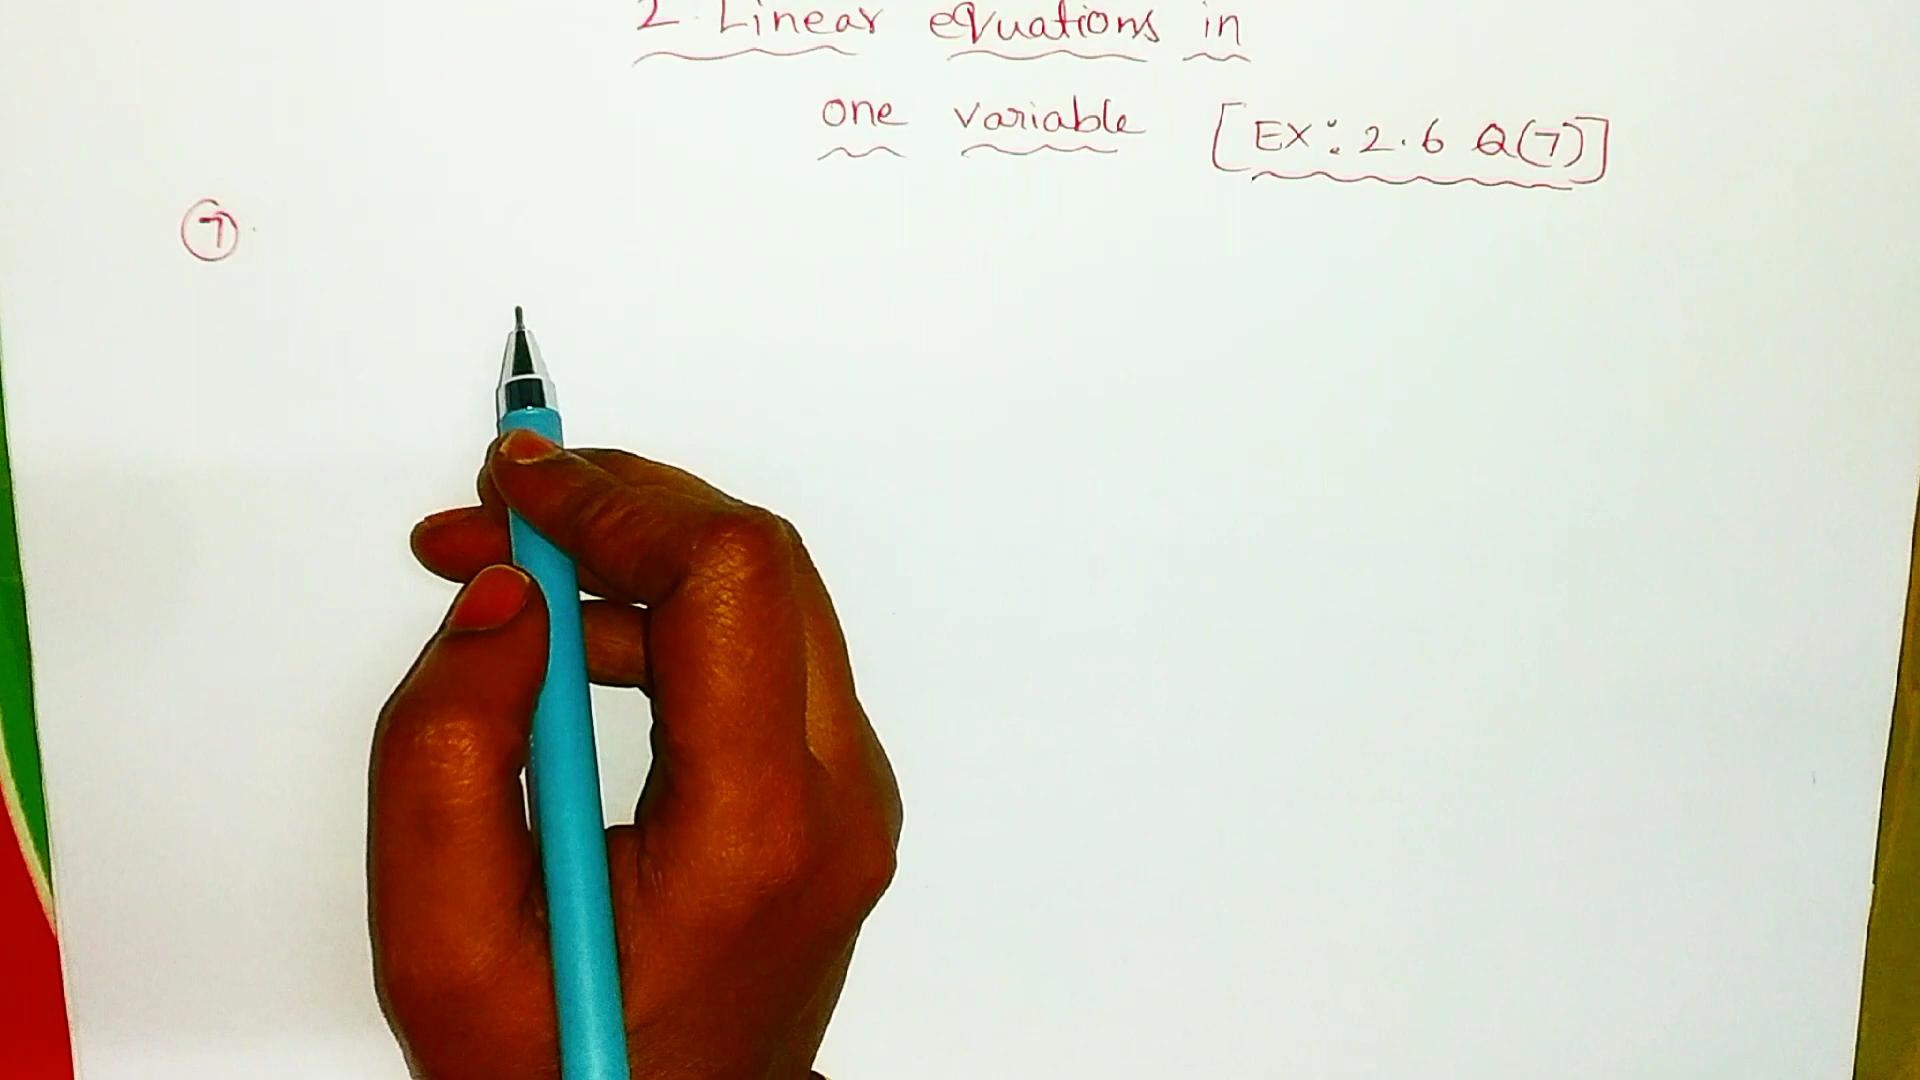 2. Linear equations in
one variable [EX: 2.6 Q(7)]
7.